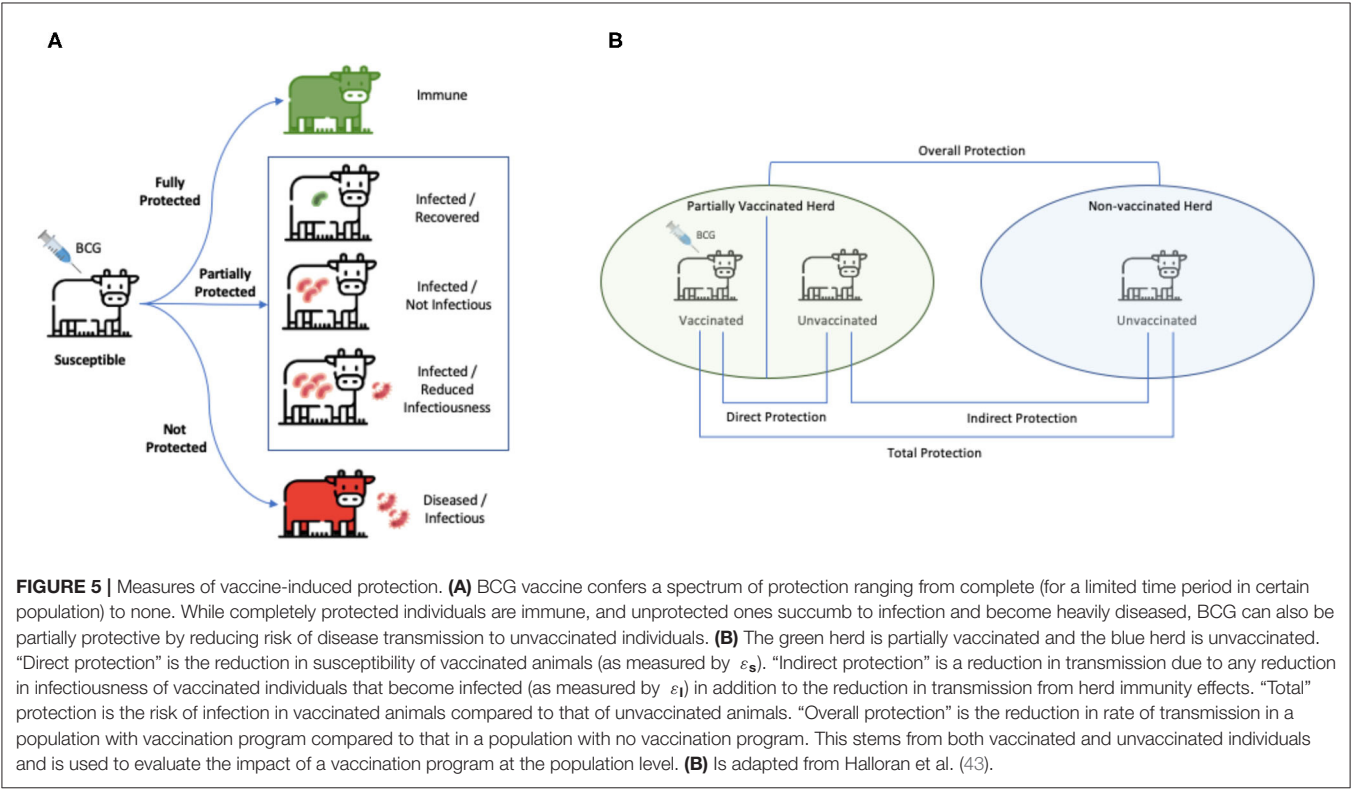 A
Immune
Fully
Protected
Infected /
Recovered
BCG
Partially
Protected
Infected /
Not Infectious
Susceptible
Infected /
Reduced
Infectiousness
Not
Protected
Diseased /
Infectious
B
Overall Protection
Partially Vaccinated Herd
Non-vaccinated Herd
BCG
Vaccinated
Unvaccinated
Unvaccinated
Direct Protection
Indirect Protection
Total Protection
FIGURE 5 | Measures of vaccine-induced protection. (A) BCG vaccine confers a spectrum of protection ranging from complete (for a limited time period in certain
population) to none. While completely protected individuals are immune, and unprotected ones succumb to infection and become heavily diseased, BCG can also be
partially protective by reducing risk of disease transmission to unvaccinated individuals. (B) The green herd is partially vaccinated and the blue herd is unvaccinated.
“Direct protection” is the reduction in susceptibility of vaccinated animals (as measured by εs). “Indirect protection” is a reduction in transmission due to any reduction
in infectiousness of vaccinated individuals that become infected (as measured by εI) in addition to the reduction in transmission from herd immunity effects. “Total”
protection is the risk of infection in vaccinated animals compared to that of unvaccinated animals. “Overall protection” is the reduction in rate of transmission in a
population with vaccination program compared to that in a population with no vaccination program. This stems from both vaccinated and unvaccinated individuals
and is used to evaluate the impact of a vaccination program at the population level. (B) Is adapted from Halloran et al. (43).